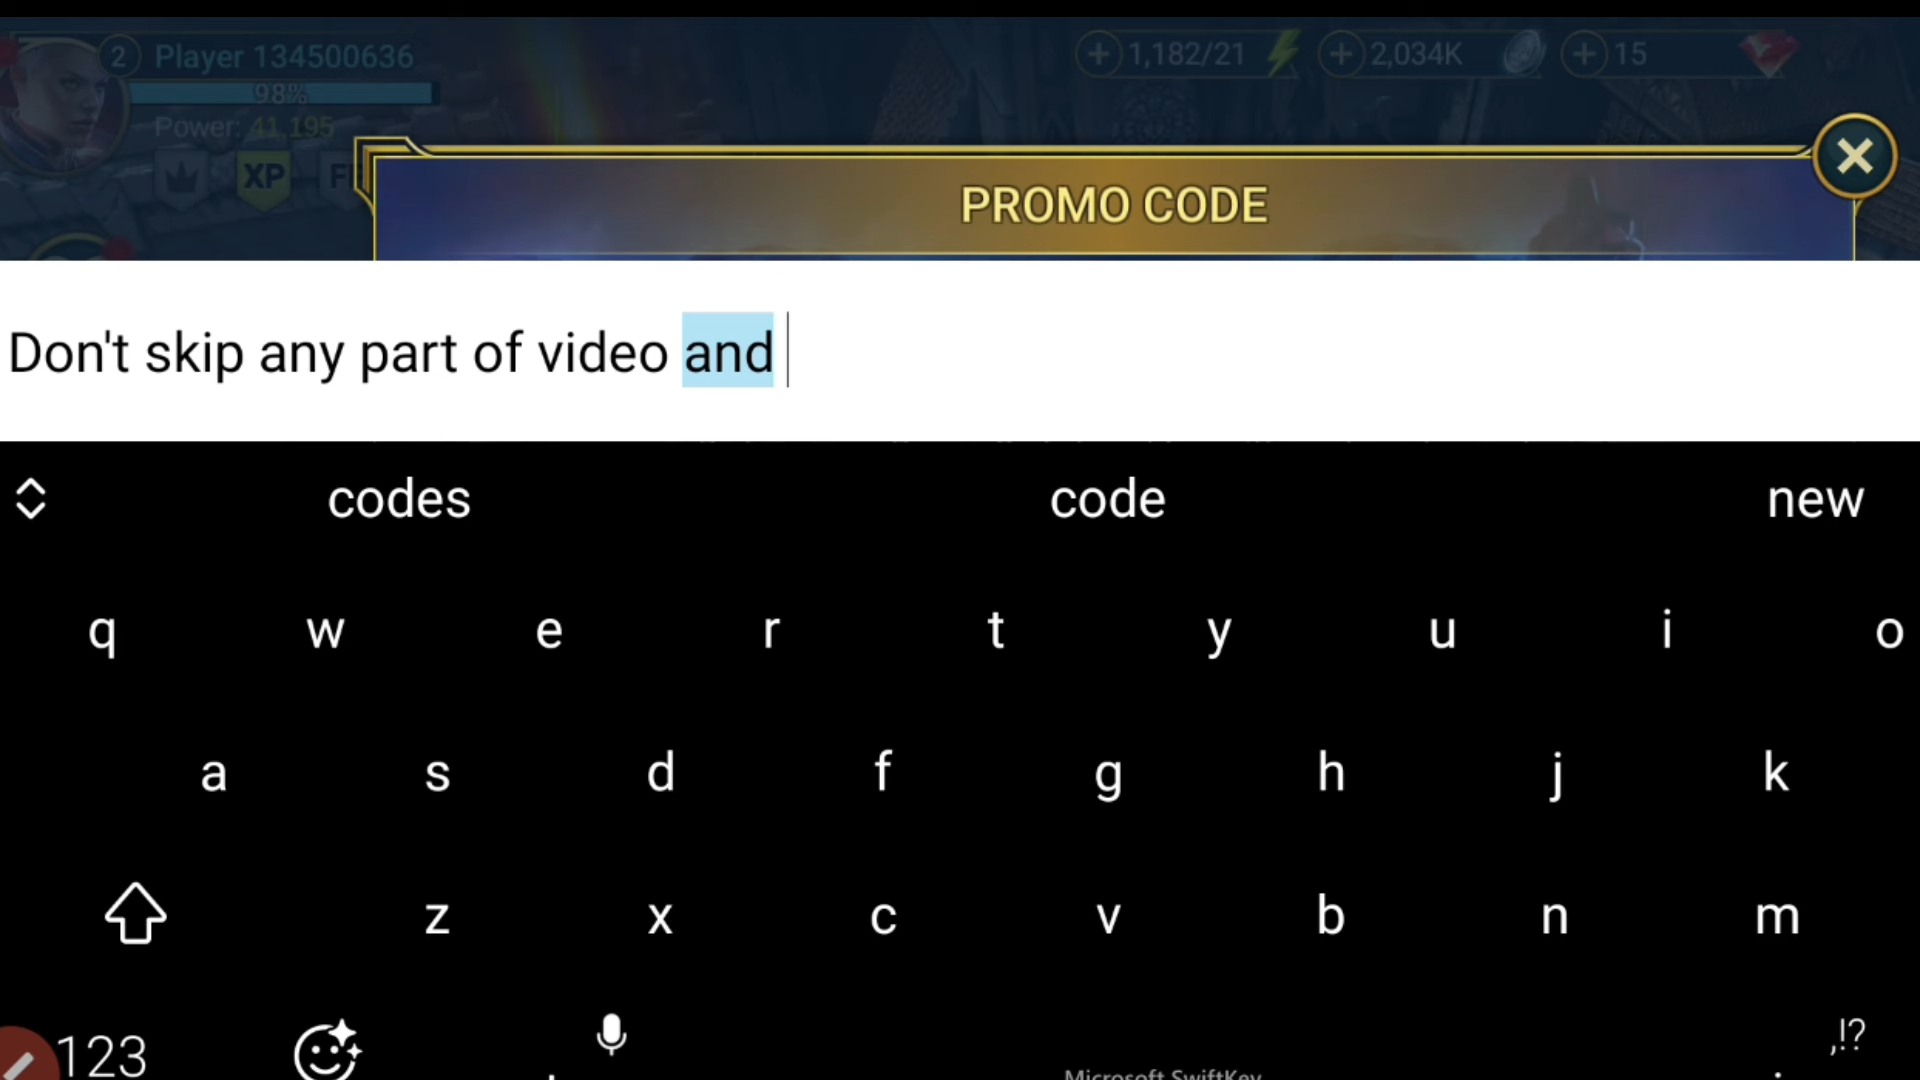 2 Player 134500636 1,182/21 2,034K 15
98%
Power: 41,195
XP
PROMO CODE
Don't skip any part of video and
codes code new
q w e r t y u i o
a s d f g h j k
z x c v b n m
123 ,!?
Microsoft SwiftKey